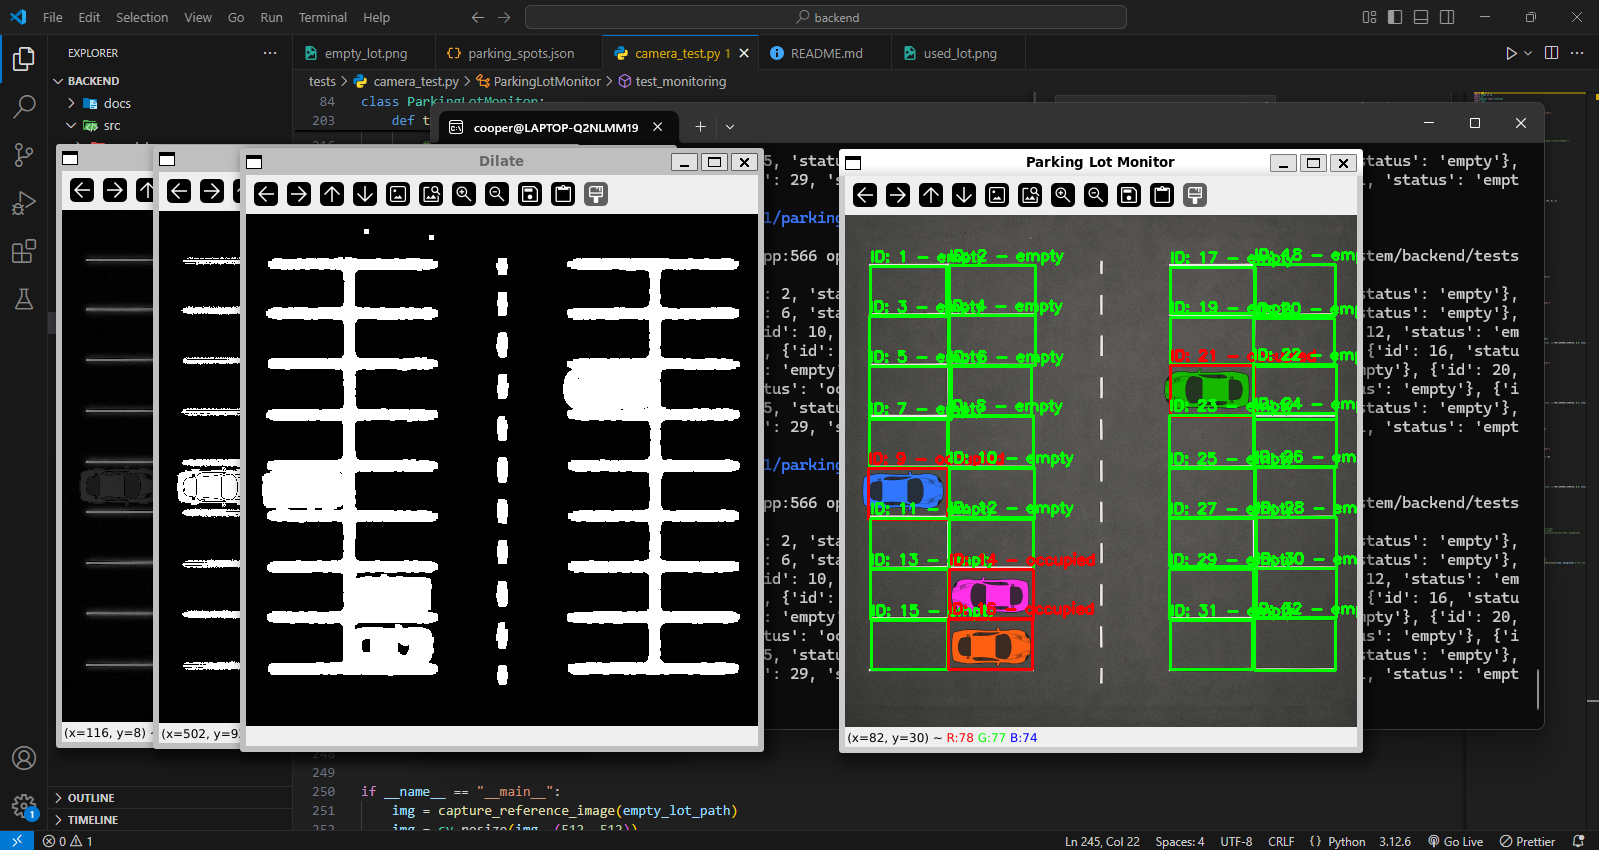 File Edit Selection View Go Run Terminal Help
backend
EXPLORER
empty_lot.png
parking_spots.json
camera_test.py 1
README.md
used_lot.png
BACKEND
docs
src
tests > camera_test.py > ParkingLotMonitor > test_monitoring
84 class ParkingLotMonitor:
203 def t
cooper@LAPTOP-Q2NLMM19
Dilate
Parking Lot Monitor
5, 'status': 'empty'},
: 29, 'status': 'empt
l/parking
pp:566 op
stem/backend/tests
: 2, 'sta
status': 'empty'},
: 6, 'sta
status': 'empty'},
id': 10,
12, 'status': 'em
, {'id':
{'id': 16, 'statu
'empty'
'empty'}, {'id': 20,
tus': 'oc
s': 'empty'}, {'i
5, 'statu
status': 'empty'},
: 29, 'st
'status': 'empt
l/parking
pp:566 op
stem/backend/tests
: 2, 'sta
status': 'empty'},
: 6, 'sta
status': 'empty'},
id': 10,
12, 'status': 'em
, {'id':
{'id': 16, 'statu
'empty'
'empty'}, {'id': 20,
tus': 'oc
s': 'empty'}, {'i
5, 'statu
status': 'empty'},
: 29, 'st
'status': 'empt
ID: 1 - empty
ID: 2 - empty
ID: 17 - empty
ID: 18 - em
ID: 3 - empty
ID: 4 - empty
ID: 19 - empty
ID: 20 - emp
ID: 5 - empty
ID: 6 - empty
ID: 21 - occupied
ID: 22 - emp
ID: 7 - empty
ID: 8 - empty
ID: 23 - empty
ID: 24 - emp
ID: 9 - occupied
ID: 10 - empty
ID: 25 - empty
ID: 26 - emp
ID: 11 - empty
ID: 12 - empty
ID: 27 - empty
ID: 28 - emp
ID: 13 - empty
ID: 14 - occupied
ID: 29 - empty
ID: 30 - emp
ID: 15 - empty
ID: 16 - occupied
ID: 31 - empty
ID: 32 - em
(x=116, y=8) ~
(x=502, y=9
(x=82, y=30) ~ R:78 G:77 B:74
249
250 if __name__ == "__main__":
251 img = capture_reference_image(empty_lot_path)
252 img = cv.resize(img, (512, 512))
OUTLINE
TIMELINE
1
0 1
Ln 245, Col 22
Spaces: 4
UTF-8
CRLF
{ } Python
3.12.6
Go Live
Prettier